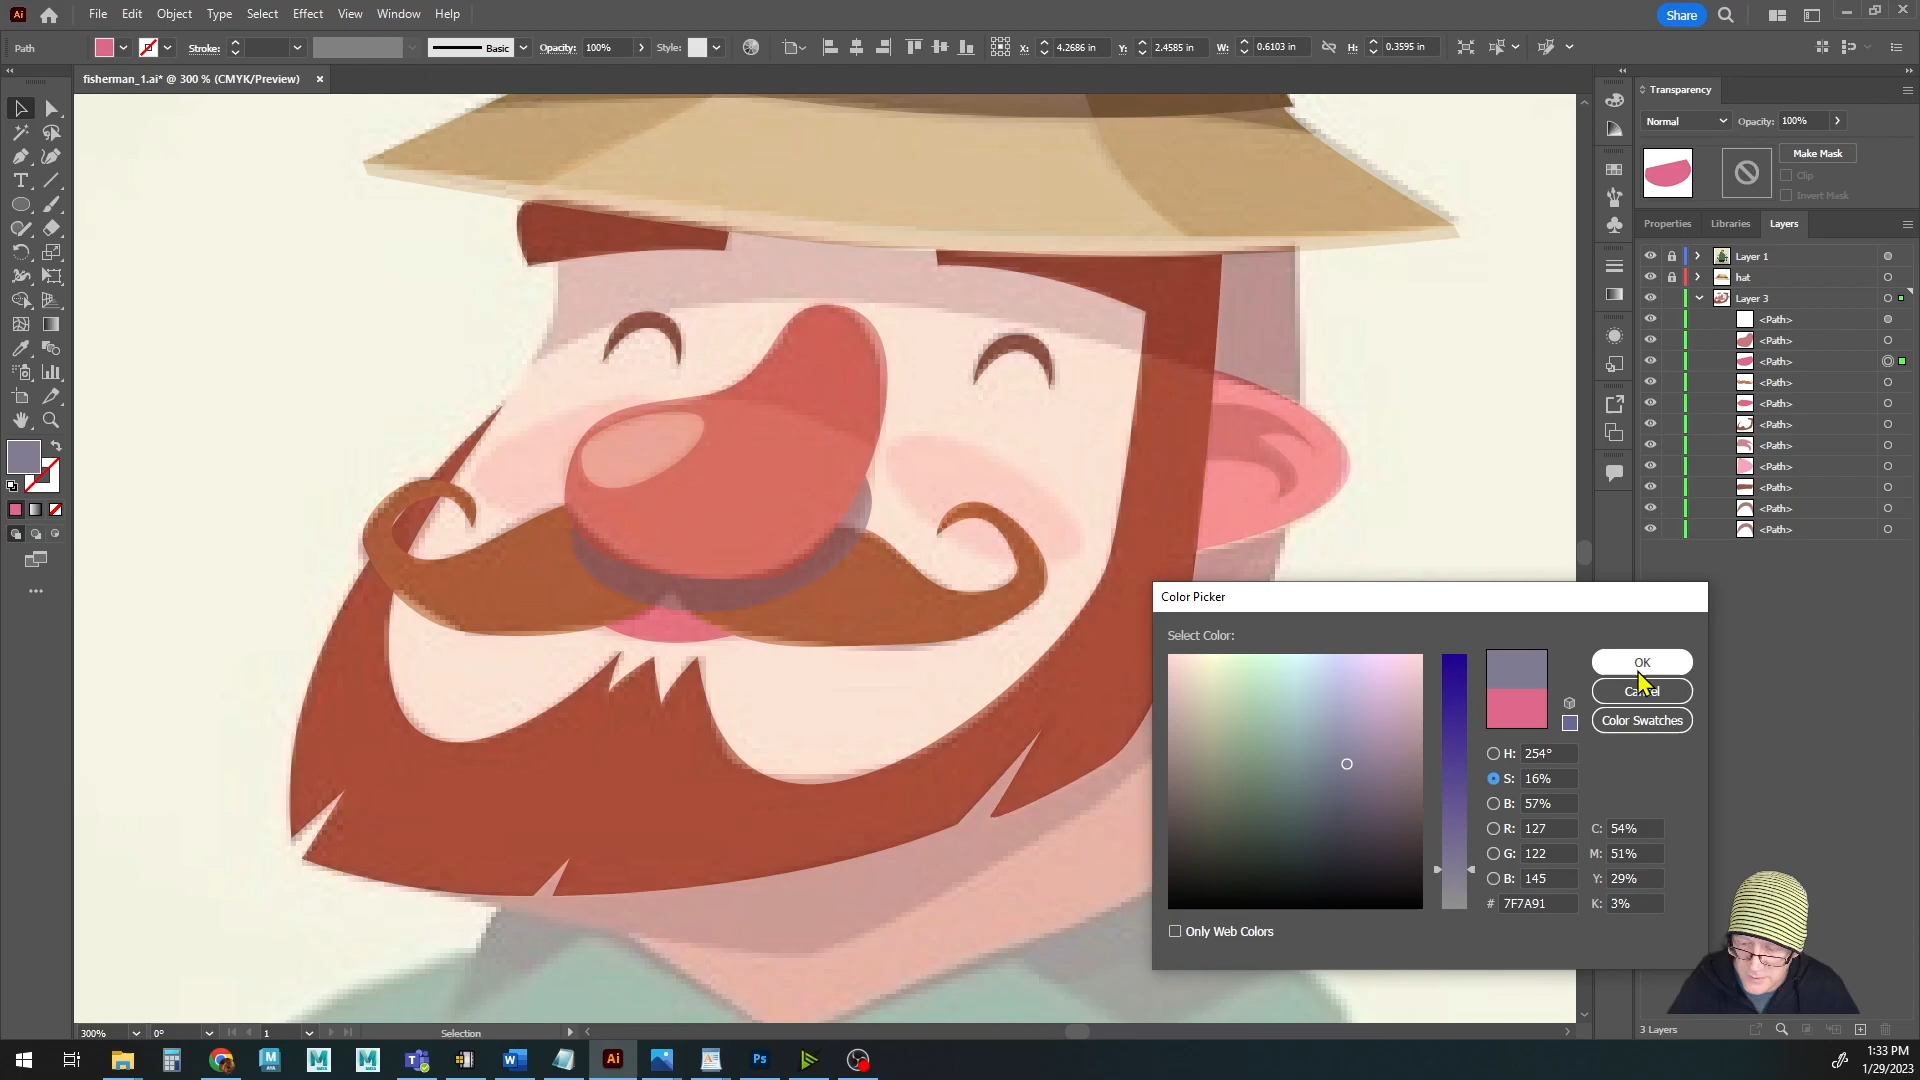 Ai File Edit Object Type Select Effect View Window Help Share
Path Stroke: Basic Opacity: 100% Style: X: 4.2686 in Y: 2.4585 in W: 0.6103 in H: 0.3595 in
fisherman_1.ai* @ 300 % (CMYK/Preview) ×
Transparency
Normal Opacity: 100%
Make Mask
Clip
Invert Mask
Properties Libraries Layers
Layer 1
hat
Layer 3
<Path>
<Path>
<Path>
<Path>
<Path>
<Path>
<Path>
<Path>
<Path>
<Path>
<Path>
Color Picker
Select Color:
OK
Cancel
Color Swatches
H: 254°
S: 16%
B: 57%
R: 127 C: 54%
G: 122 M: 51%
B: 145 Y: 29%
# 7F7A91 K: 3%
Only Web Colors
300% 0° 1 Selection
3 Layers
1:33 PM
1/29/2023